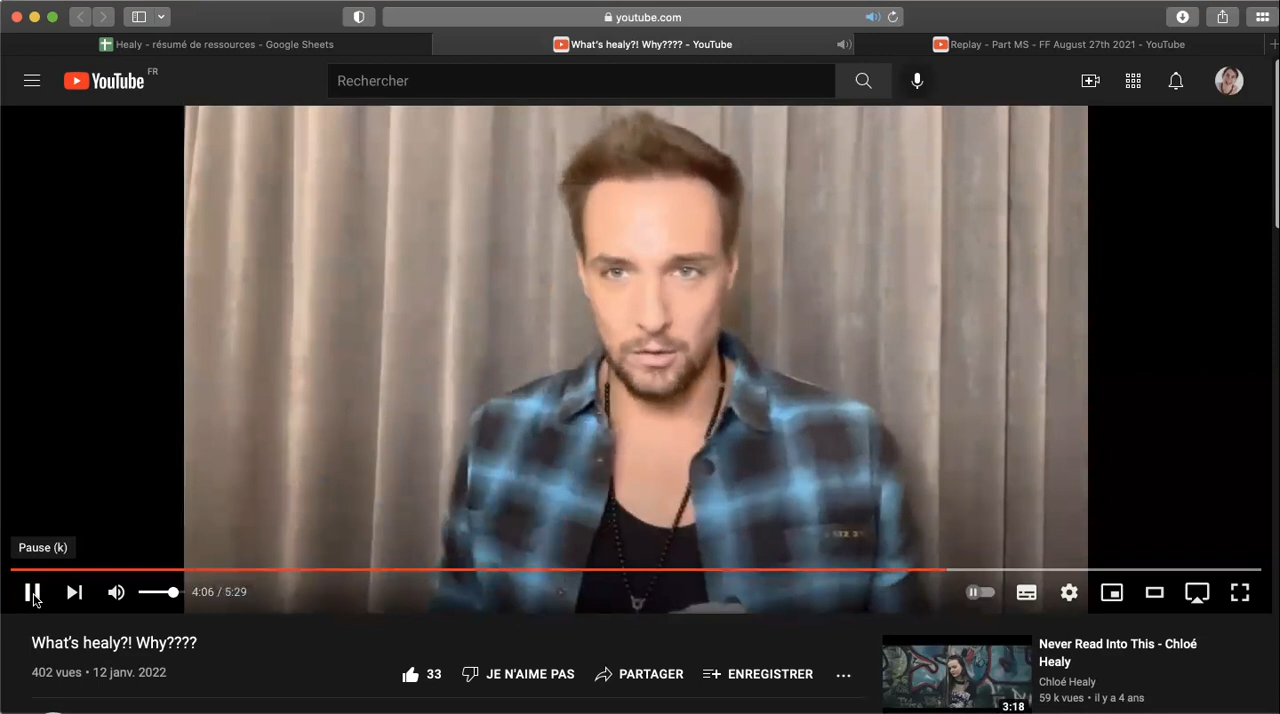 youtube.com
Healy - résumé de ressources - Google Sheets
What's healy?! Why???? - YouTube
Replay - Part MS - FF August 27th 2021 - YouTube
YouTube FR
Rechercher
Pause (k)
4:06 / 5:29
What's healy?! Why????
402 vues • 12 janv. 2022
33
JE N'AIME PAS
PARTAGER
ENREGISTRER
Never Read Into This - Chloé
Healy
Chloé Healy
59 k vues • il y a 4 ans
3:18